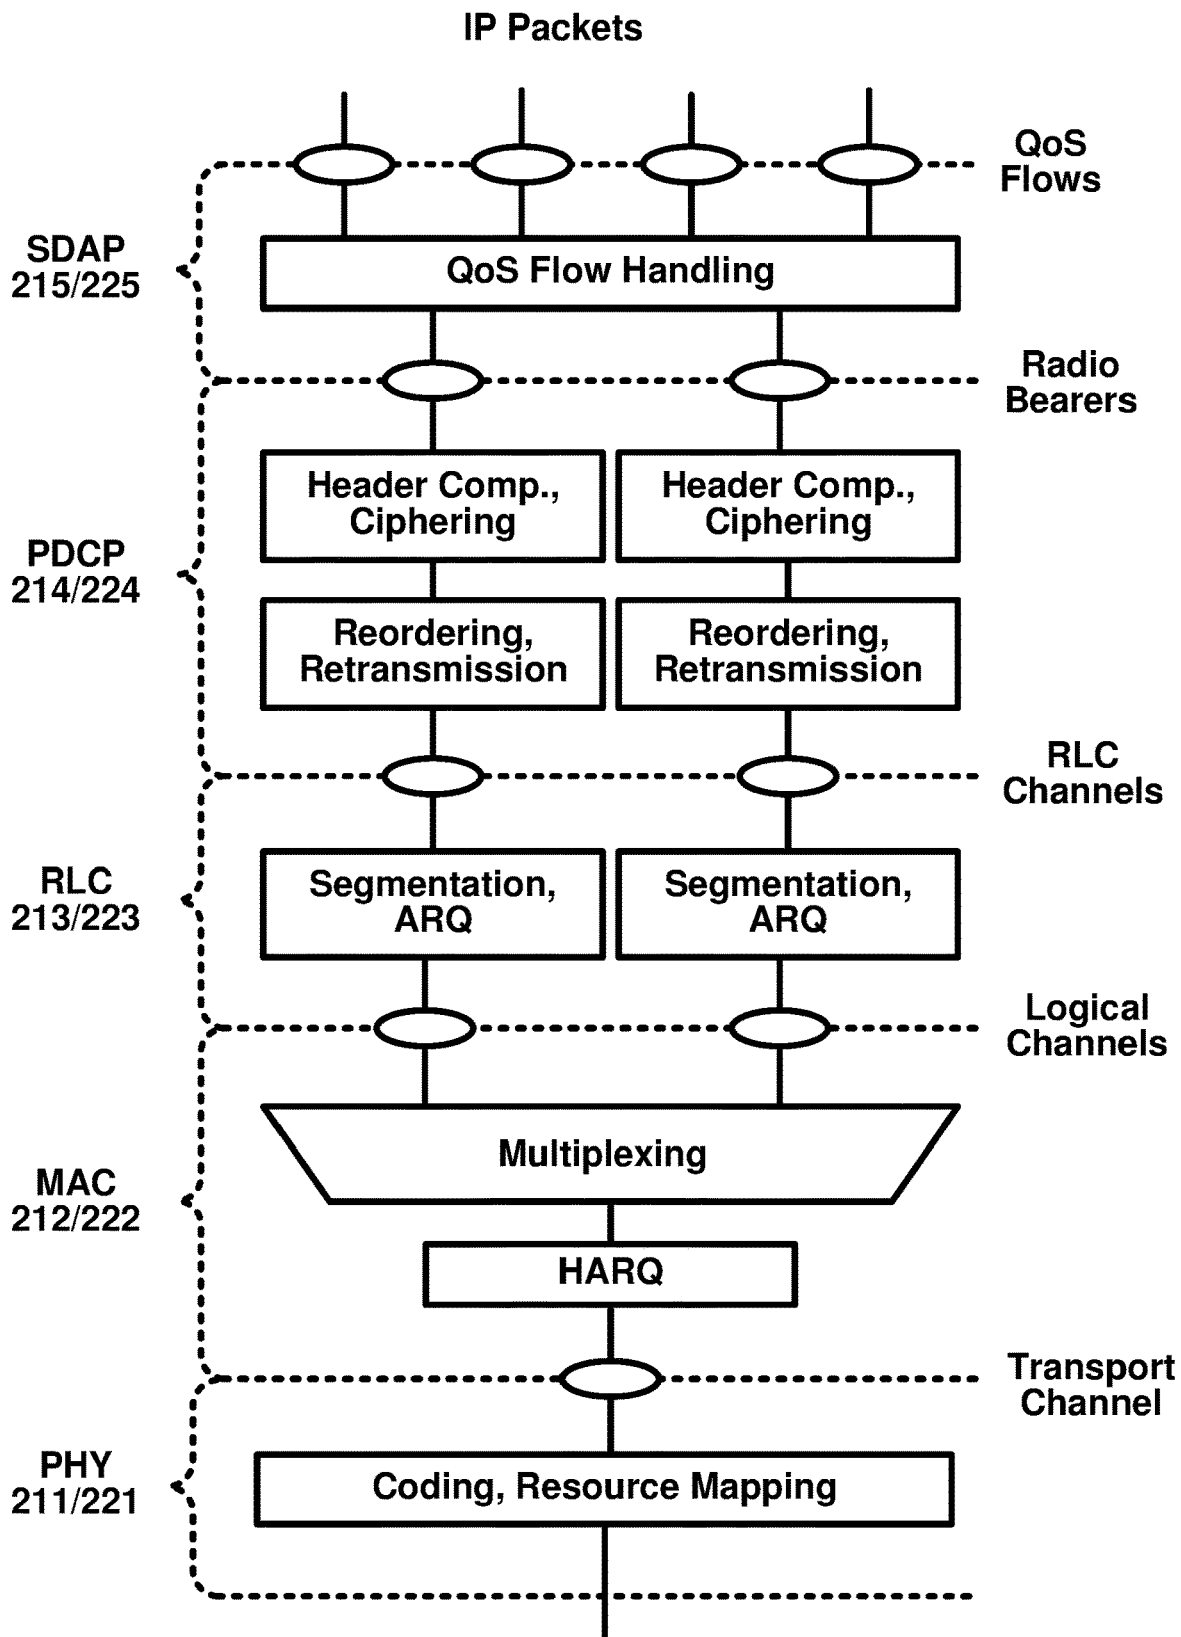 IP Packets
QoS
Flows
SDAP
215/225
QoS Flow Handling
Radio
Bearers
Header Comp.,
Ciphering
Header Comp.,
Ciphering
PDCP
214/224
Reordering,
Retransmission
Reordering,
Retransmission
RLC
Channels
RLC
213/223
Segmentation,
ARQ
Segmentation,
ARQ
Logical
Channels
Multiplexing
MAC
212/222
HARQ
Transport
Channel
PHY
211/221
Coding, Resource Mapping